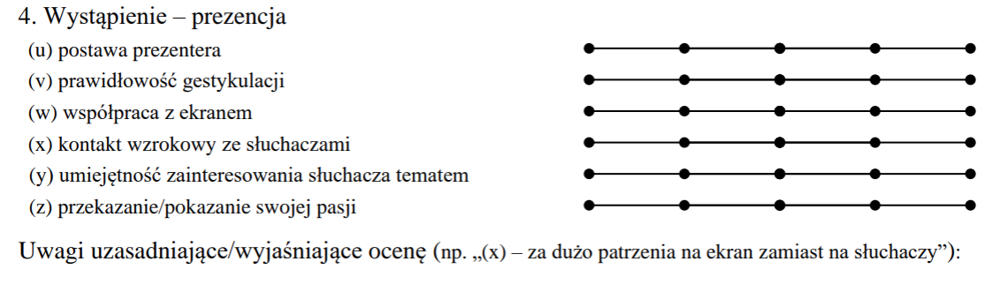 4. Wystąpienie – prezencja
(u) postawa prezentera
(v) prawidłowość gestykulacji
(w) współpraca z ekranem
(x) kontakt wzrokowy ze słuchaczami
(y) umiejętność zainteresowania słuchacza tematem
(z) przekazanie/pokazanie swojej pasji
Uwagi uzasadniające/wyjaśniające ocenę (np. „(x) – za dużo patrzenia na ekran zamiast na słuchaczy”):